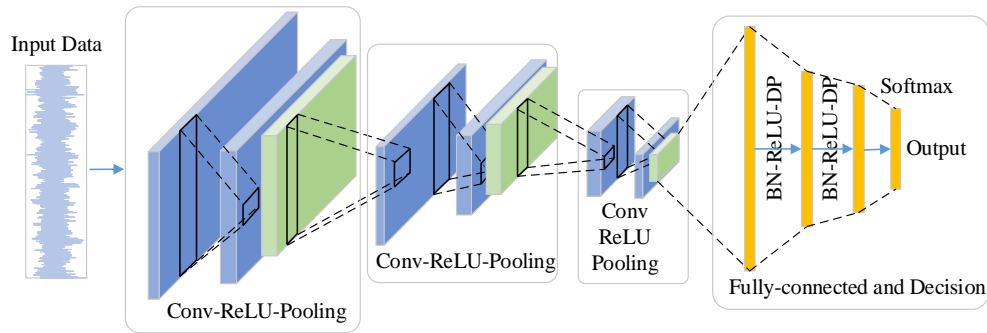 Input Data
Conv-ReLU-Pooling
Conv-ReLU-Pooling
Conv
ReLU
Pooling
BN-ReLU-DP
BN-ReLU-DP
Softmax
Output
Fully-connected and Decision